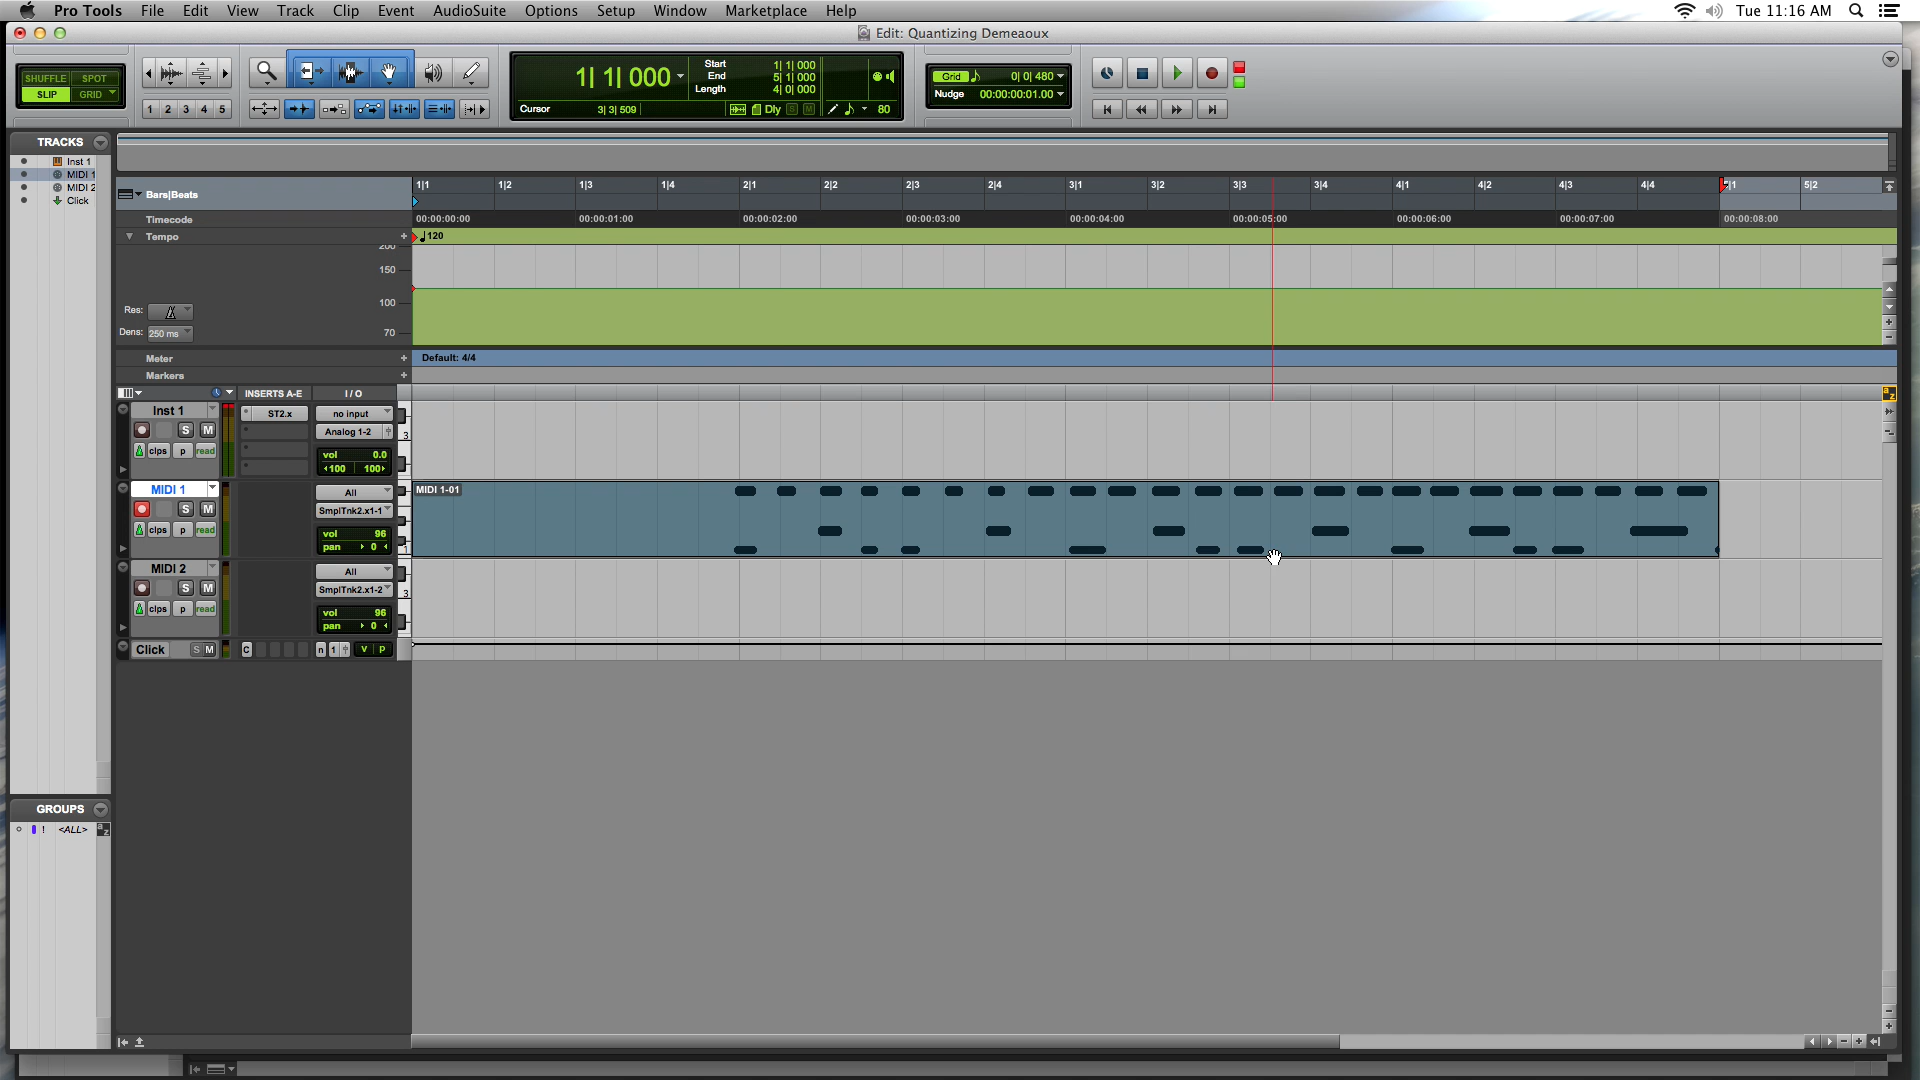 Pro Tools File Edit View Track Clip Event AudioSuite Options Setup Window Marketplace Help Tue 11:16 AM
Edit: Quantizing Demeaoux
SHUFFLE SPOT
SLIP GRID
1 2 3 4 5
1| 1| 000
Start 1| 1| 000
End 5| 1| 000
Length 4| 0| 000
Cursor 3| 3| 509 Dly S M 80
Grid 0| 0| 480
Nudge 00:00:00:01.00
TRACKS
Inst 1
MIDI 1
MIDI 2
Click
Bars|Beats 1|1 1|2 1|3 1|4 2|1 2|2 2|3 2|4 3|1 3|2 3|3 3|4 4|1 4|2 4|3 4|4 5|1 5|2
Timecode 00:00:00:00 00:00:01:00 00:00:02:00 00:00:03:00 00:00:04:00 00:00:05:00 00:00:06:00 00:00:07:00 00:00:08:00
Tempo + 120
200
150
100
70
Res:
Dens: 250 ms
Meter + Default: 4/4
Markers +
INSERTS A-E I / O
Inst 1 ST2.x no input
S M Analog 1-2
clps p read vol 0.0
100 100
3
MIDI 1 All MIDI 1-01
S M SmplTnk2.x1-1
clps p read vol 96
pan 0
1
MIDI 2 All
S M SmplTnk2.x1-2
clps p read vol 96
pan 0
3
Click S M C n 1 V P
GROUPS
! <ALL>
a z